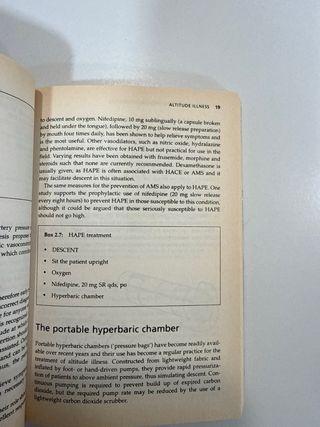 ALTITUDE ILLNESS 19
to descent and oxygen. Nifedipine, 10 mg sublingually (a capsule broken
and held under the tongue), followed by 20 mg (slow release preparation)
by mouth four times daily, has been shown to help relieve symptoms and
is the most useful. Other vasodilators, such as nitric oxide, hydralazine
and phentolamine, are effective for HAPE but not practical for use in the
field. Varying results have been obtained with frusemide, morphine and
steroids such that none are currently recommended. Dexamethasone is
usually given, as HAPE is often associated with HACE or AMS and it
may facilitate descent in this situation.
The same measures for the prevention of AMS also apply to HAPE. One
study supports the prophylactic use of nifedipine (20 mg slow release
every eight hours) to prevent HAPE in those susceptible to this condition,
although it could be argued that those seriously susceptible to HAPE
should not go high.
Box 2.7: HAPE treatment
• DESCENT
• Sit the patient upright
• Oxygen
• Nifedipine, 20 mg SR qds, po
• Hyperbaric chamber
The portable hyperbaric chamber
Portable hyperbaric chambers ('pressure bags') have become readily avail-
able over recent years and their use has become a regular practice for the
treatment of altitude illness. Constructed from lightweight fabric and
inflated by foot- or hand-driven pumps, they provide rapid pressuriza-
tion of patients to above ambient pressure, thus simulating descent. Con-
tinuous pumping is required to prevent build up of expired carbon
dioxide, but the required pump rate may be reduced by the use of a
lightweight carbon dioxide scrubber.